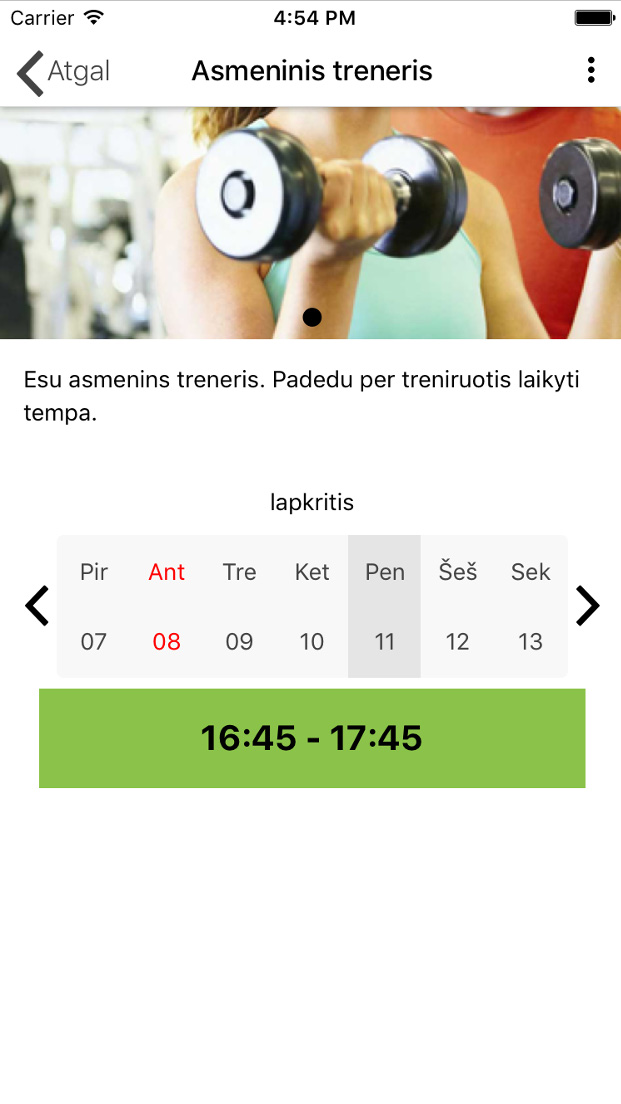 Carrier 4:54 PM
Atgal Asmeninis treneris
Esu asmenins treneris. Padedu per treniruotis laikyti
tempa.
lapkritis
Pir Ant Tre Ket Pen Šeš Sek
07 08 09 10 11 12 13
16:45 - 17:45